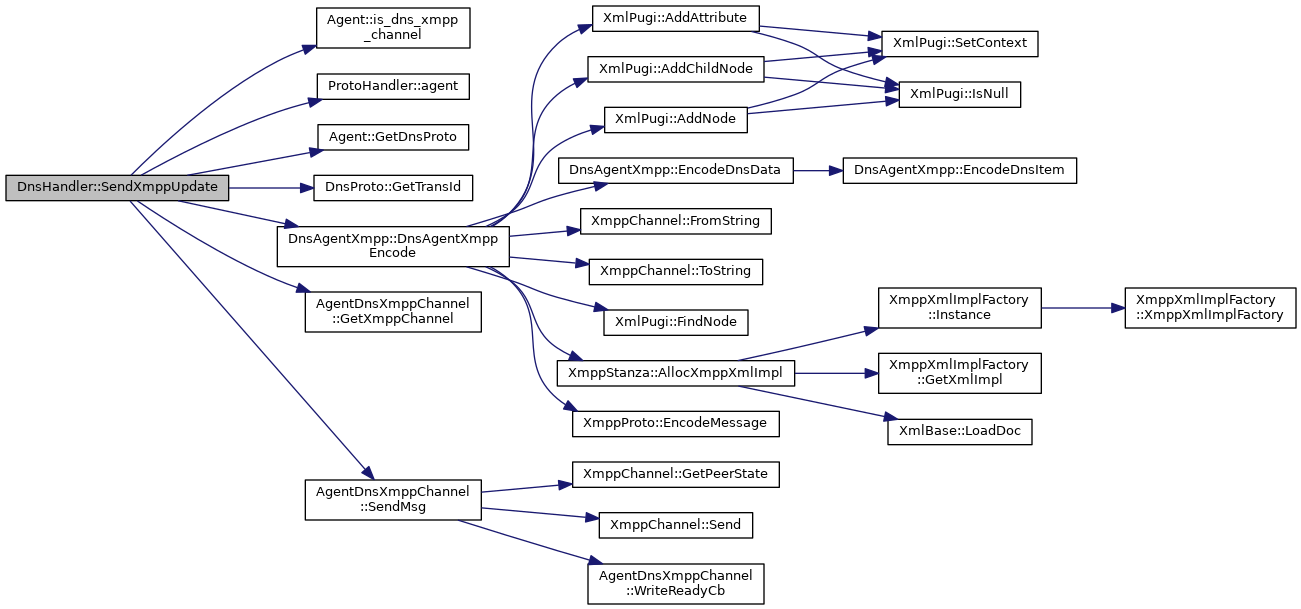 DnsHandler::SendXmppUpdate
Agent::is_dns_xmpp
_channel
ProtoHandler::agent
Agent::GetDnsProto
DnsProto::GetTransId
DnsAgentXmpp::DnsAgentXmpp
Encode
AgentDnsXmppChannel
::GetXmppChannel
AgentDnsXmppChannel
::SendMsg
XmlPugi::AddAttribute
XmlPugi::AddChildNode
XmlPugi::AddNode
DnsAgentXmpp::EncodeDnsData
XmppChannel::FromString
XmppChannel::ToString
XmlPugi::FindNode
XmppStanza::AllocXmppXmlImpl
XmppProto::EncodeMessage
XmppChannel::GetPeerState
XmppChannel::Send
AgentDnsXmppChannel
::WriteReadyCb
XmlPugi::SetContext
XmlPugi::IsNull
DnsAgentXmpp::EncodeDnsItem
XmppXmlImplFactory
::Instance
XmppXmlImplFactory
::GetXmlImpl
XmlBase::LoadDoc
XmppXmlImplFactory
::XmppXmlImplFactory